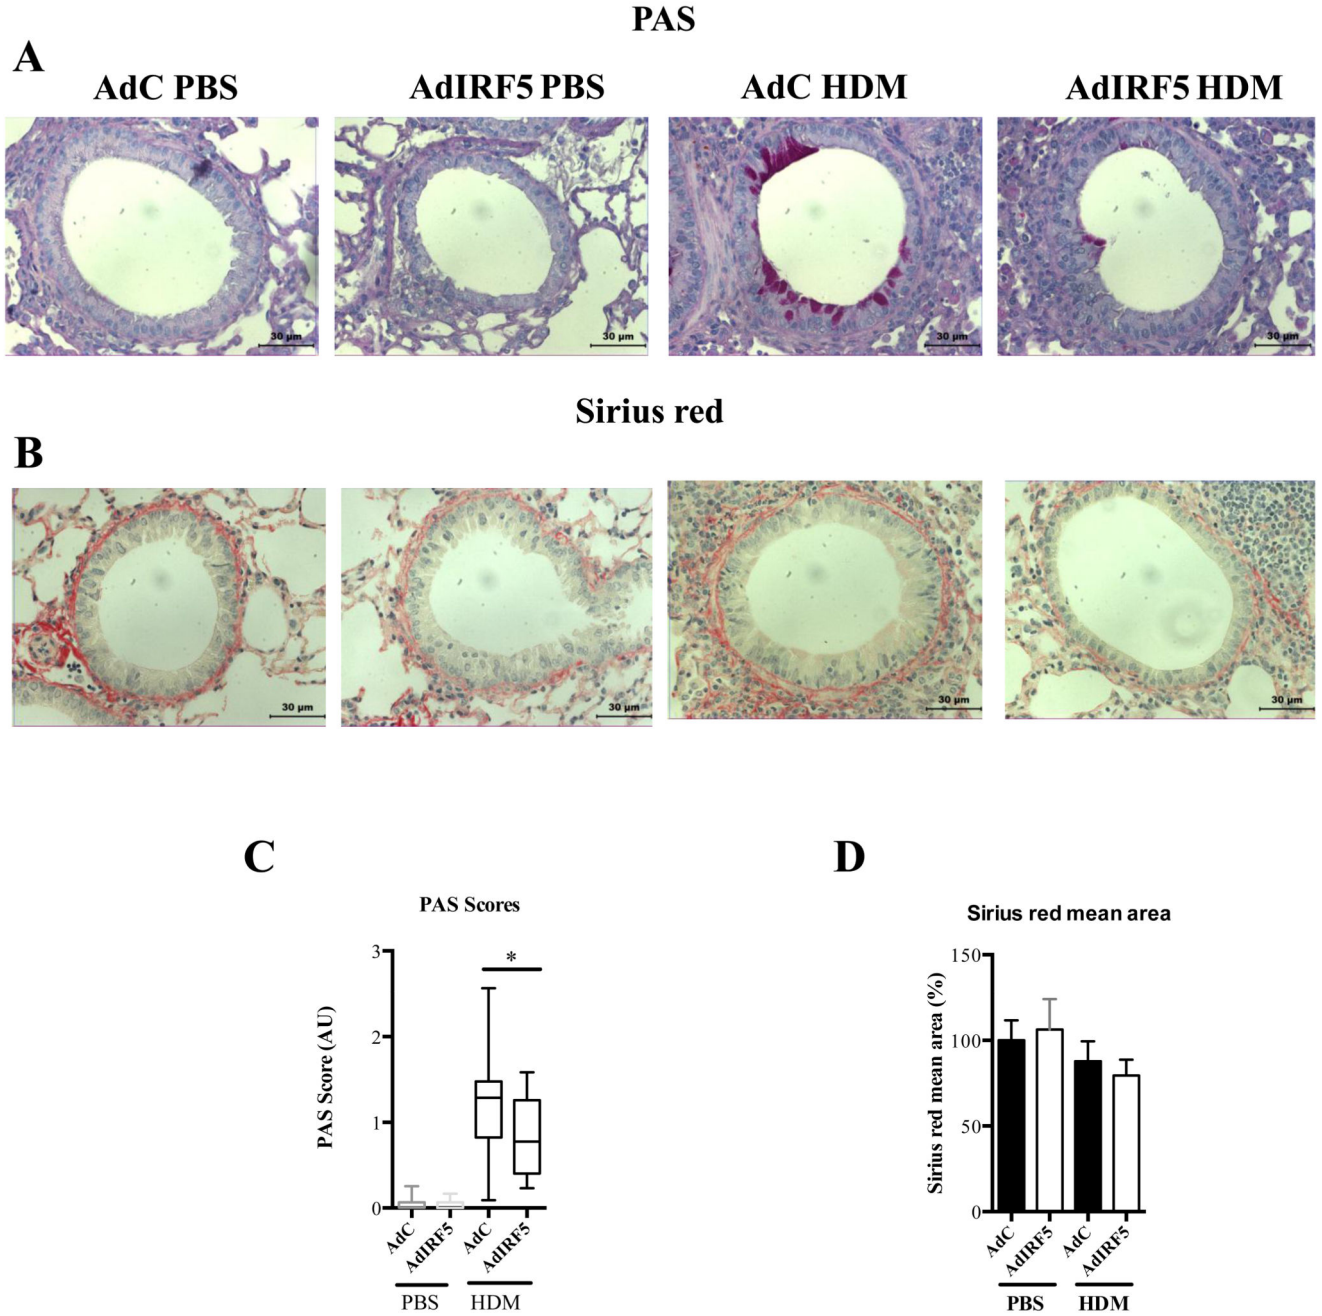 PAS
A
AdC PBS
AdIRF5 PBS
AdC HDM
AdIRF5 HDM
30 µm
30 µm
30 µm
30 µm
Sirius red
B
30 µm
30 µm
30 µm
30 µm
C
PAS Scores
PAS Score (AU)
3
2
1
0
*
AdC
AdIRF5
AdC
AdIRF5
PBS
HDM
D
Sirius red mean area
Sirius red mean area (%)
150
100
50
0
AdC
AdIRF5
AdC
AdIRF5
PBS
HDM